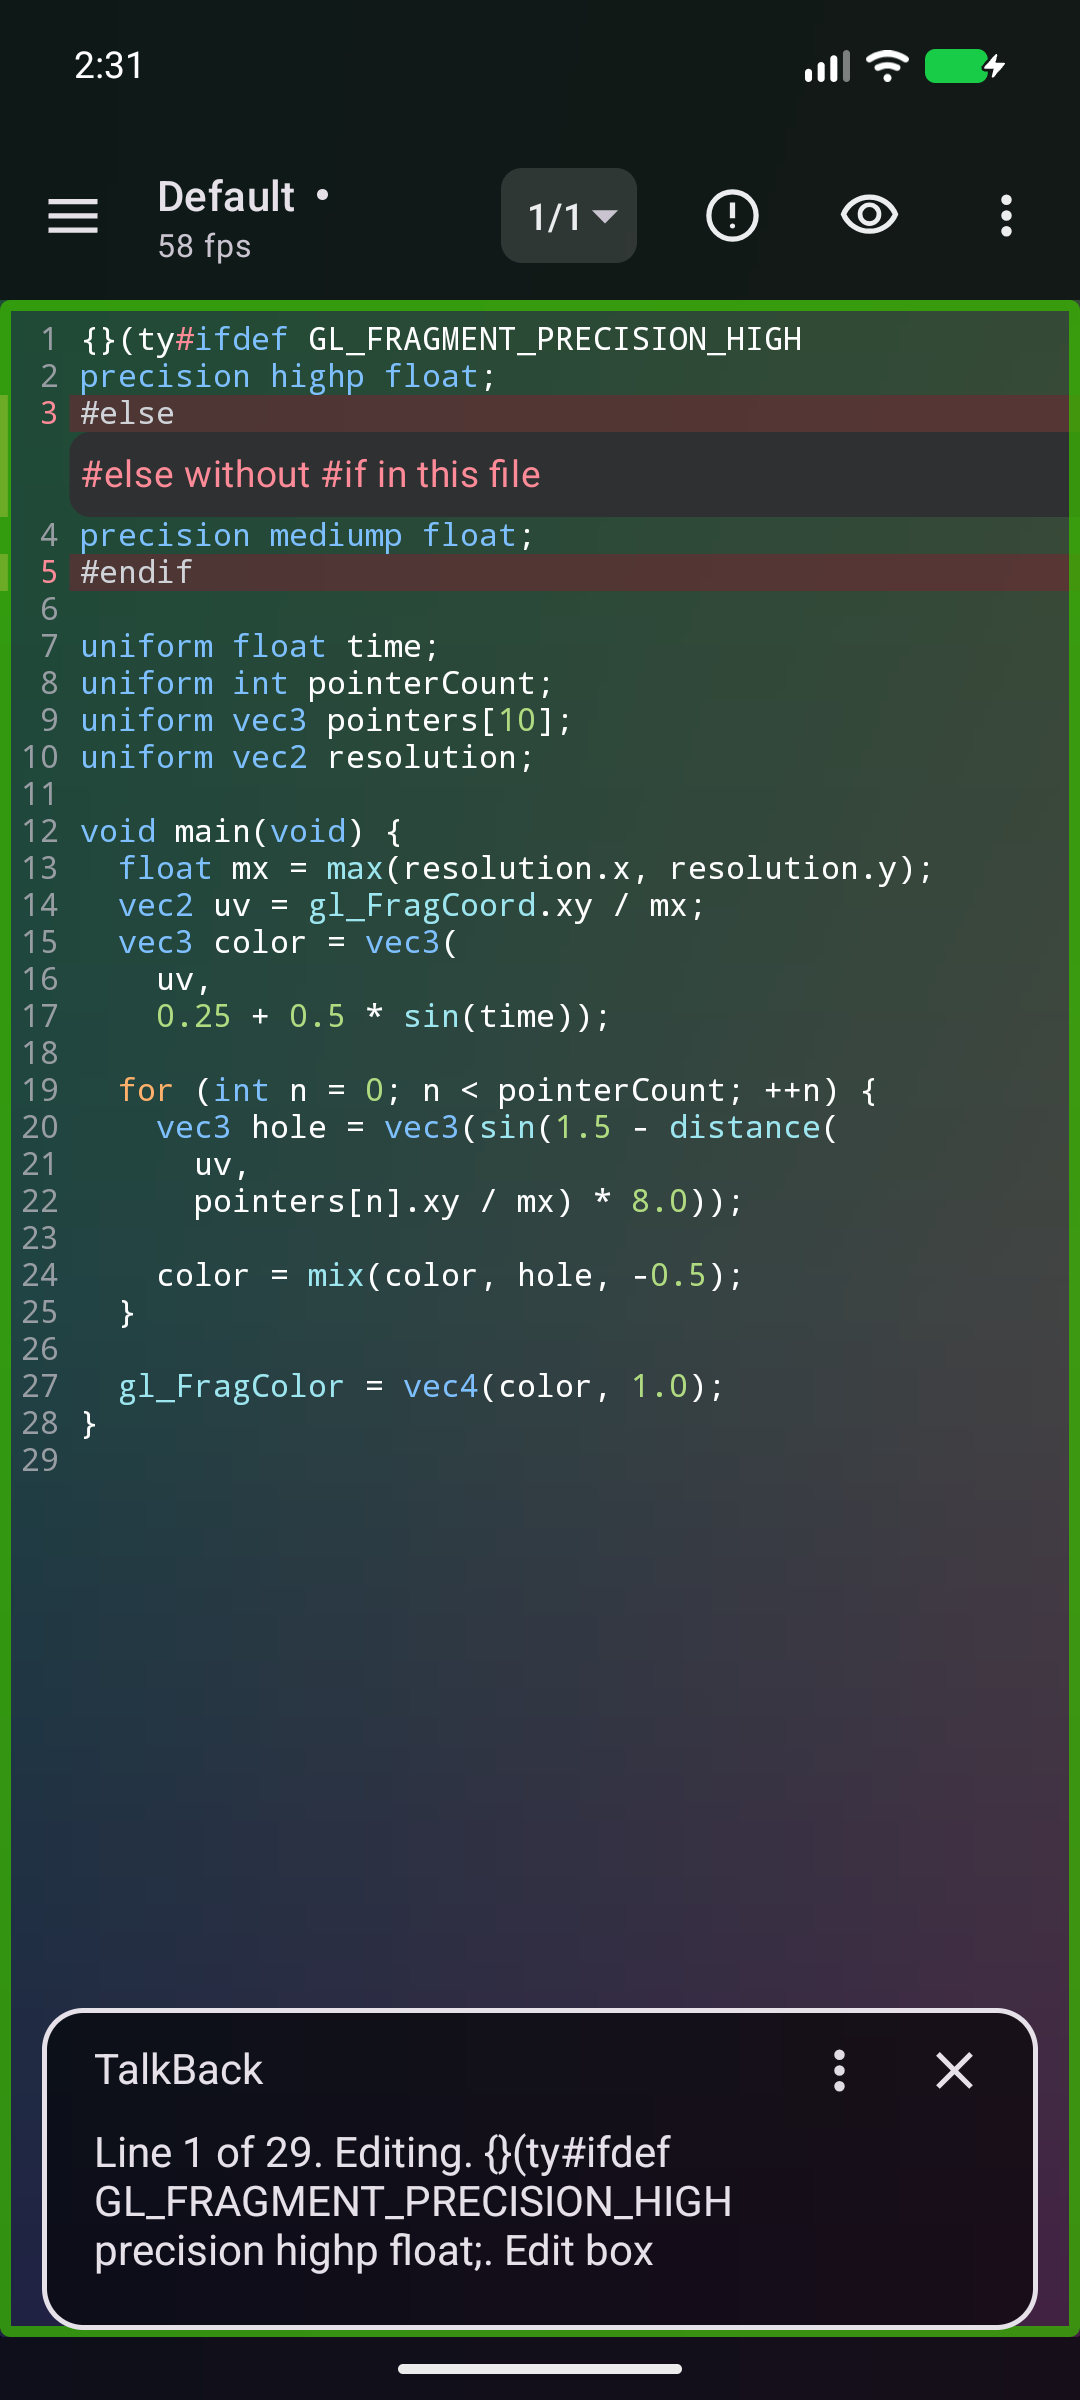 2:31
Default •
58 fps
1/1
1 {}(ty#ifdef GL_FRAGMENT_PRECISION_HIGH
2 precision highp float;
3 #else
#else without #if in this file
4 precision mediump float;
5 #endif
6
7 uniform float time;
8 uniform int pointerCount;
9 uniform vec3 pointers[10];
10 uniform vec2 resolution;
11
12 void main(void) {
13   float mx = max(resolution.x, resolution.y);
14   vec2 uv = gl_FragCoord.xy / mx;
15   vec3 color = vec3(
16     uv,
17     0.25 + 0.5 * sin(time));
18
19   for (int n = 0; n < pointerCount; ++n) {
20     vec3 hole = vec3(sin(1.5 - distance(
21       uv,
22       pointers[n].xy / mx) * 8.0));
23
24     color = mix(color, hole, -0.5);
25   }
26
27   gl_FragColor = vec4(color, 1.0);
28 }
29
TalkBack
Line 1 of 29. Editing. {}(ty#ifdef
GL_FRAGMENT_PRECISION_HIGH
precision highp float;. Edit box